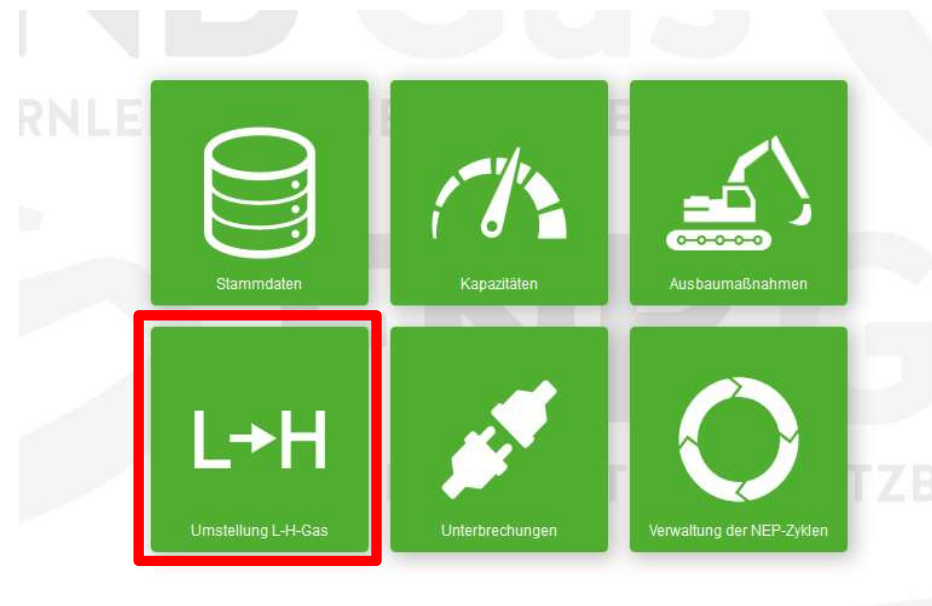 Stammdaten
Kapazitäten
Ausbaumaßnahmen
L→H
Umstellung L-H-Gas
Unterbrechungen
Verwaltung der NEP-Zyklen